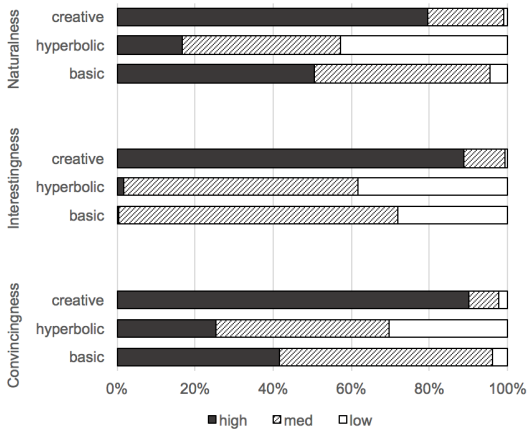 Naturalness
creative
hyperbolic
basic
Interestingness
creative
hyperbolic
basic
Convincingness
creative
hyperbolic
basic
0% 20% 40% 60% 80% 100%
high med low